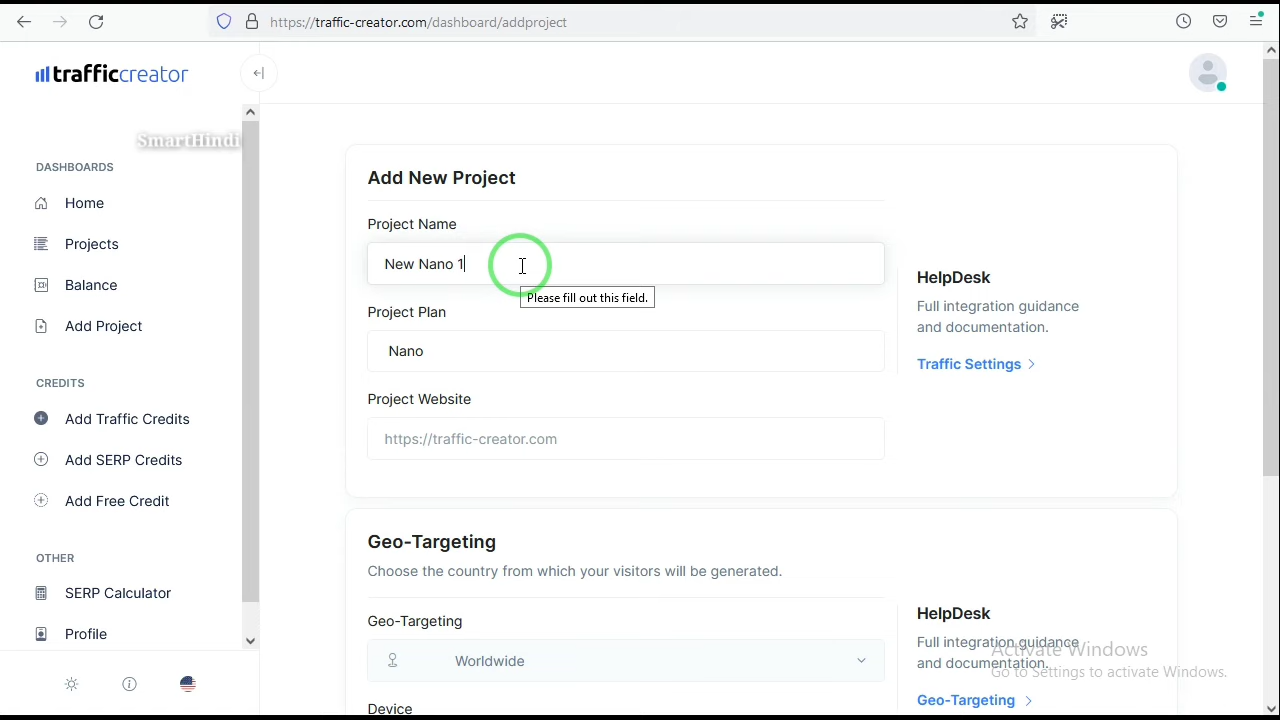 https://traffic-creator.com/dashboard/addproject
trafficcreator
SmartHindi
DASHBOARDS
Home
Projects
Balance
Add Project
CREDITS
Add Traffic Credits
Add SERP Credits
Add Free Credit
OTHER
SERP Calculator
Profile
Add New Project
Project Name
New Nano 1
Please fill out this field.
Project Plan
Nano
Project Website
https://traffic-creator.com
HelpDesk
Full integration guidance
and documentation.
Traffic Settings
Geo-Targeting
Choose the country from which your visitors will be generated.
Geo-Targeting
Worldwide
Device
HelpDesk
Full integration guidance
and documentation.
Geo-Targeting
Activate Windows
Go to Settings to activate Windows.